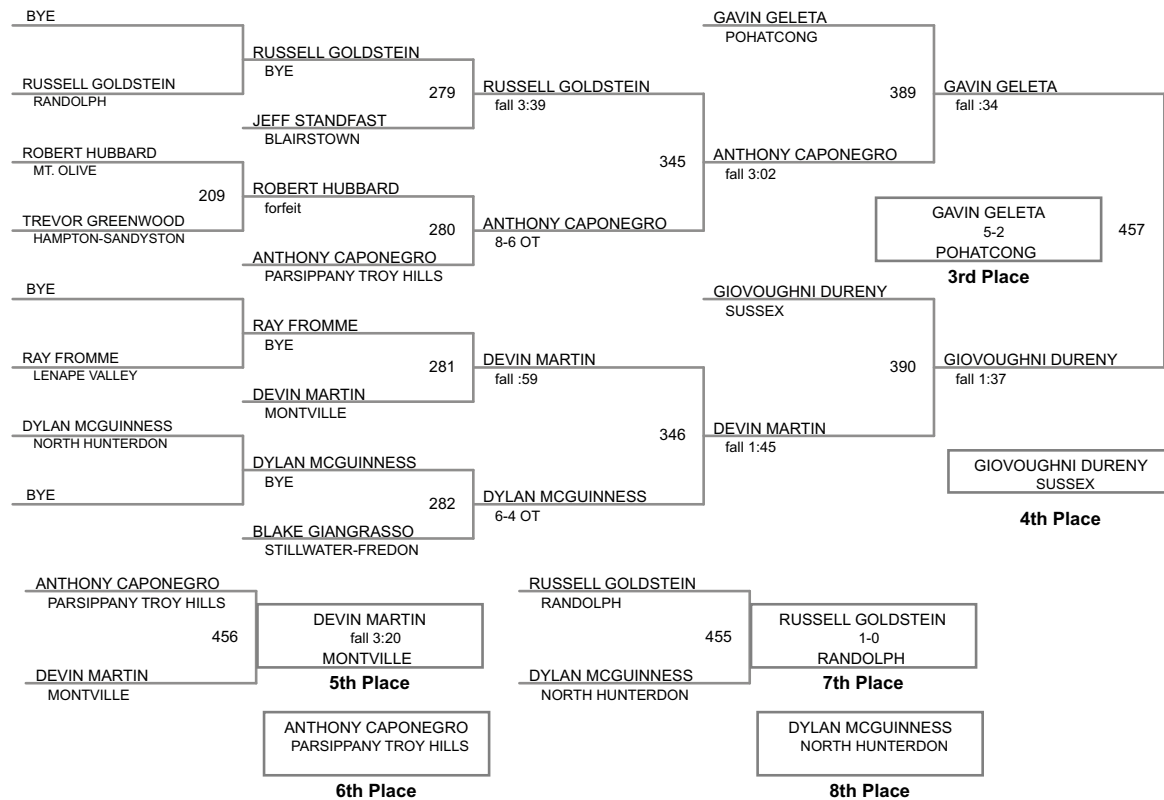 BYE
RUSSELL GOLDSTEIN
RANDOLPH
ROBERT HUBBARD
MT. OLIVE
209
TREVOR GREENWOOD
HAMPTON-SANDYSTON
BYE
RAY FROMME
LENAPE VALLEY
DYLAN MCGUINNESS
NORTH HUNTERDON
BYE
RUSSELL GOLDSTEIN
BYE
279
JEFF STANDFAST
BLAIRSTOWN
ROBERT HUBBARD
forfeit
280
ANTHONY CAPONEGRO
PARSIPPANY TROY HILLS
RAY FROMME
BYE
281
DEVIN MARTIN
MONTVILLE
DYLAN MCGUINNESS
BYE
282
BLAKE GIANGRASSO
STILLWATER-FREDON
RUSSELL GOLDSTEIN
fall 3:39
345
ANTHONY CAPONEGRO
8-6 OT
DEVIN MARTIN
fall :59
346
DYLAN MCGUINNESS
6-4 OT
GAVIN GELETA
POHATCONG
389
ANTHONY CAPONEGRO
fall 3:02
GIOVOUGHNI DURENY
SUSSEX
390
DEVIN MARTIN
fall 1:45
GAVIN GELETA
fall :34
GAVIN GELETA
5-2
POHATCONG
457
3rd Place
GIOVOUGHNI DURENY
fall 1:37
GIOVOUGHNI DURENY
SUSSEX
4th Place
ANTHONY CAPONEGRO
PARSIPPANY TROY HILLS
456
DEVIN MARTIN
MONTVILLE
DEVIN MARTIN
fall 3:20
MONTVILLE
5th Place
ANTHONY CAPONEGRO
PARSIPPANY TROY HILLS
6th Place
RUSSELL GOLDSTEIN
RANDOLPH
455
DYLAN MCGUINNESS
NORTH HUNTERDON
RUSSELL GOLDSTEIN
1-0
RANDOLPH
7th Place
DYLAN MCGUINNESS
NORTH HUNTERDON
8th Place